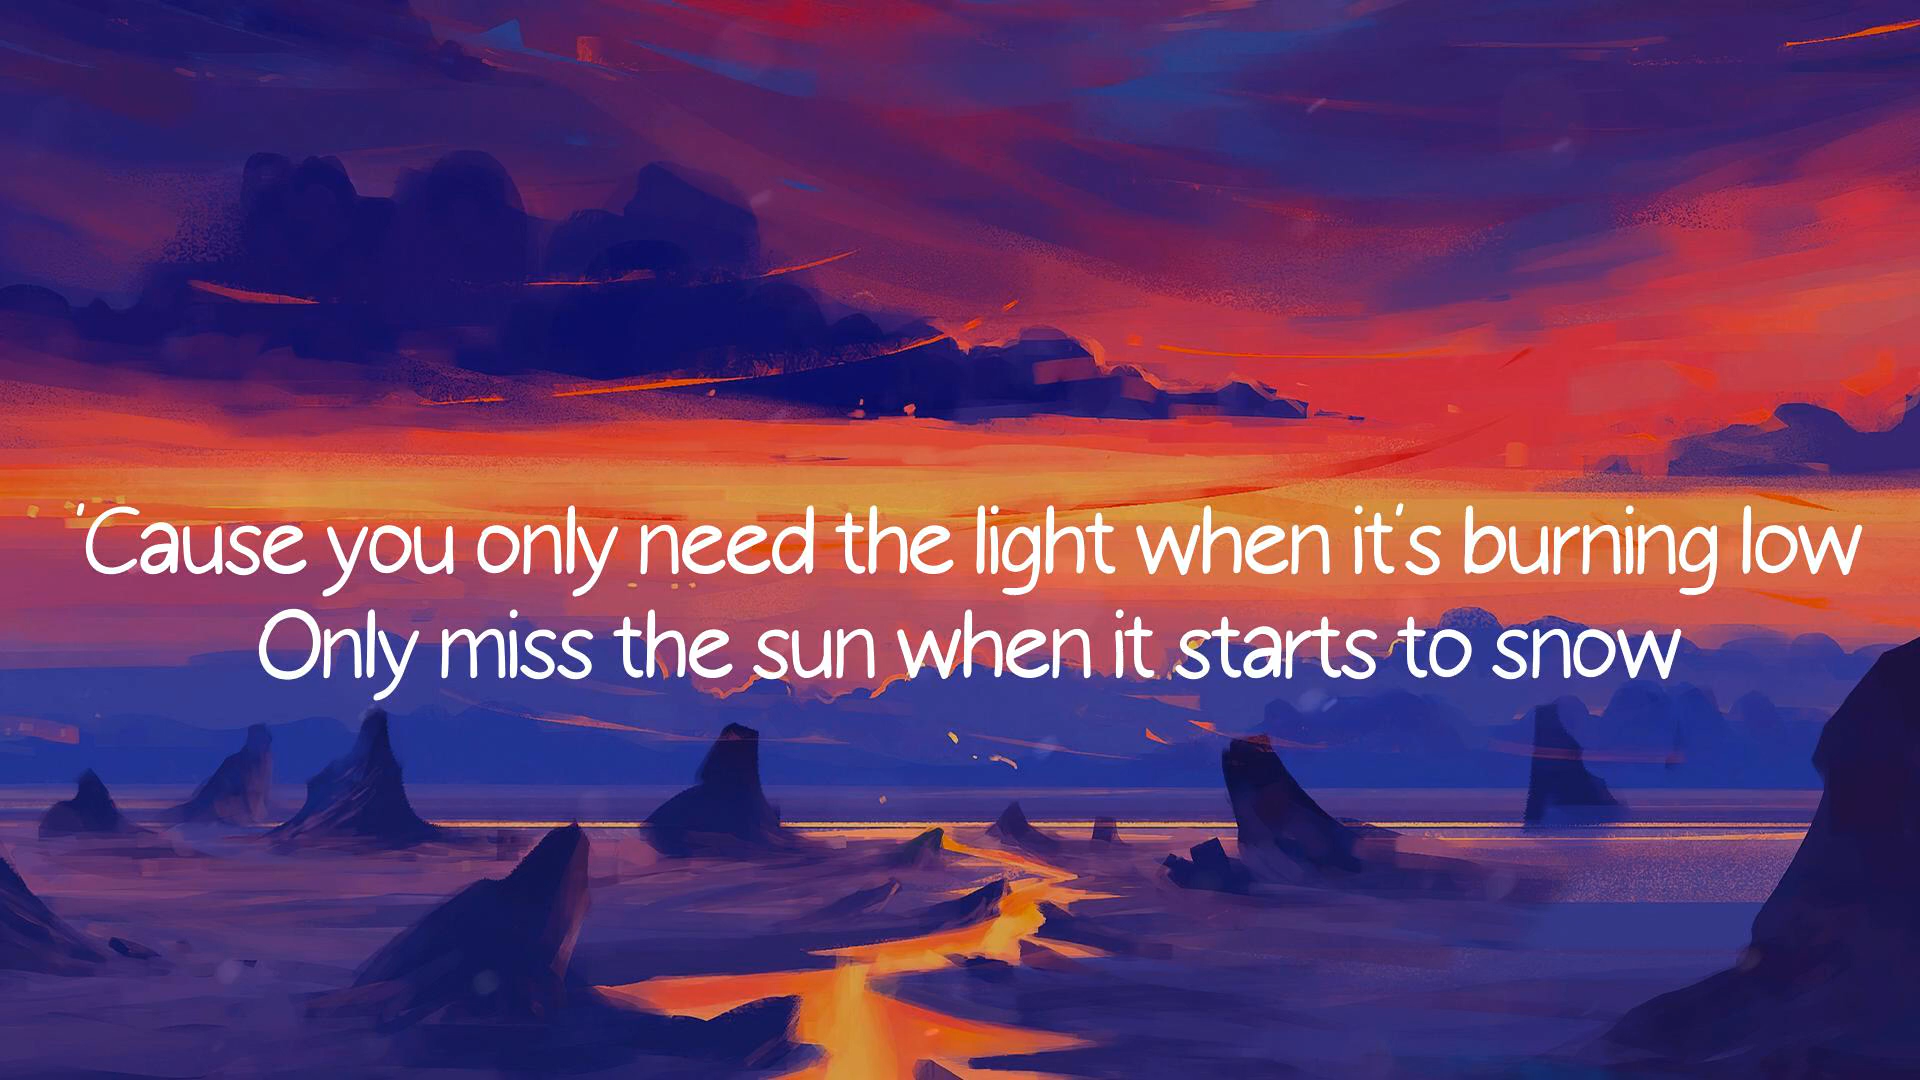 'Cause you only need the light when it's burning low
Only miss the sun when it starts to snow